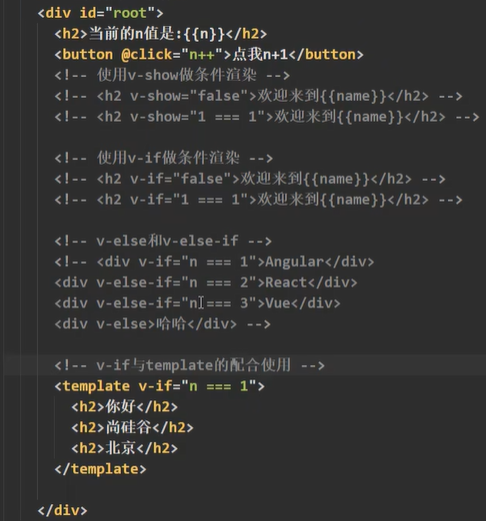 <div id="root">
<h2>当前的n值是:{{n}}</h2>
<button @click="n++">点我n+1</button>
<!-- 使用v-show做条件渲染 -->
<!-- <h2 v-show="false">欢迎来到{{name}}</h2> -->
<!-- <h2 v-show="1 === 1">欢迎来到{{name}}</h2> -->
<!-- 使用v-if做条件渲染 -->
<!-- <h2 v-if="false">欢迎来到{{name}}</h2> -->
<!-- <h2 v-if="1 === 1">欢迎来到{{name}}</h2> -->
<!-- v-else和v-else-if -->
<!-- <div v-if="n === 1">Angular</div>
<div v-else-if="n === 2">React</div>
<div v-else-if="n === 3">Vue</div>
<div v-else>哈哈</div> -->
<!-- v-if与template的配合使用 -->
<template v-if="n === 1">
<h2>你好</h2>
<h2>尚硅谷</h2>
<h2>北京</h2>
</template>
</div>